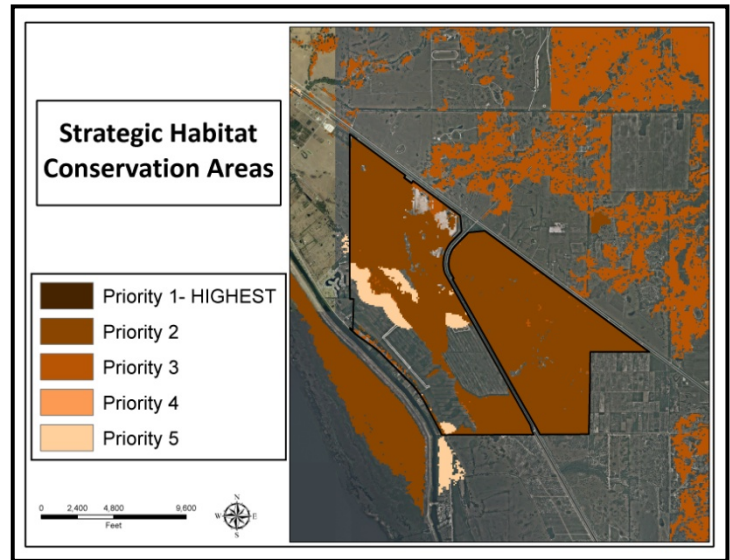 Strategic Habitat
Conservation Areas
Priority 1- HIGHEST
Priority 2
Priority 3
Priority 4
Priority 5
0 2,400 4,800 9,600
Feet
N
W E
S